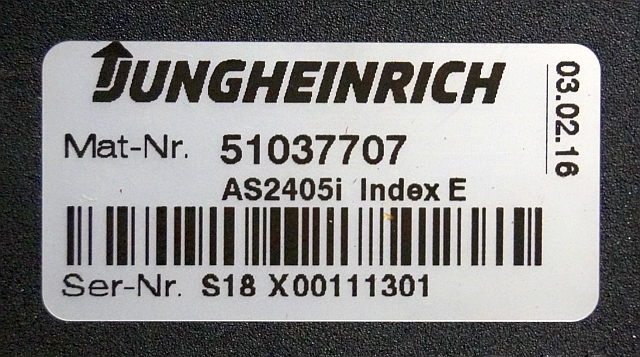 JUNGHEINRICH
03.02.16
Mat-Nr. 51037707
AS2405i Index E
Ser-Nr. S18 X00111301